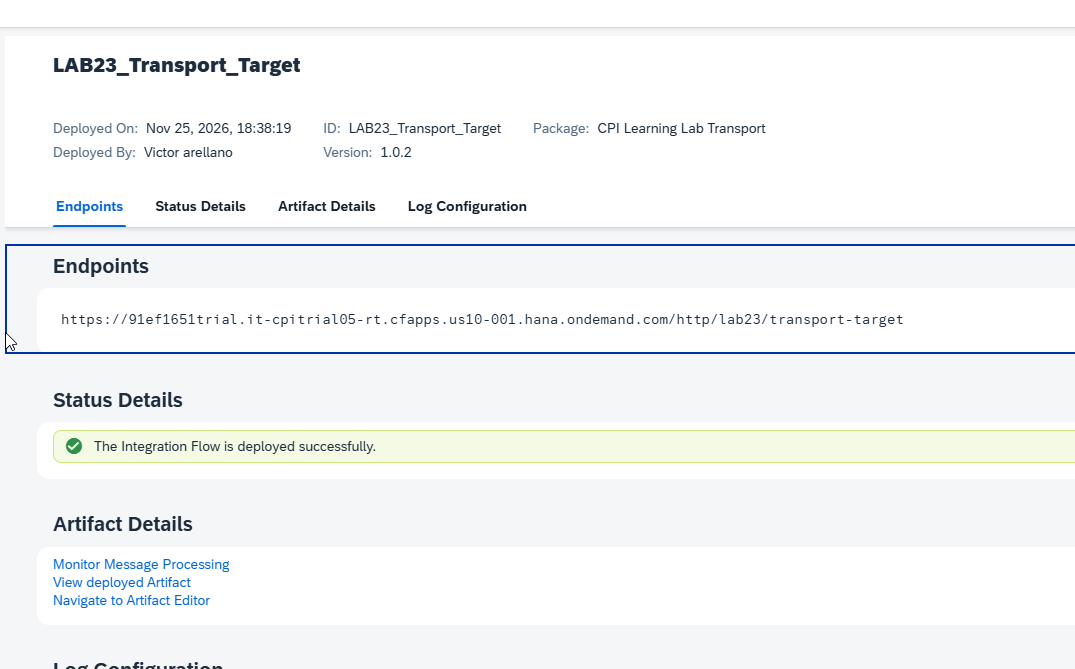 LAB23_Transport_Target
Deployed On: Nov 25, 2026, 18:38:19 ID: LAB23_Transport_Target Package: CPI Learning Lab Transport
Deployed By: Victor arellano Version: 1.0.2
Endpoints Status Details Artifact Details Log Configuration
Endpoints
https://91ef1651trial.it-cpitrial05-rt.cfapps.us10-001.hana.ondemand.com/http/lab23/transport-target
Status Details
The Integration Flow is deployed successfully.
Artifact Details
Monitor Message Processing
View deployed Artifact
Navigate to Artifact Editor
Log Configuration